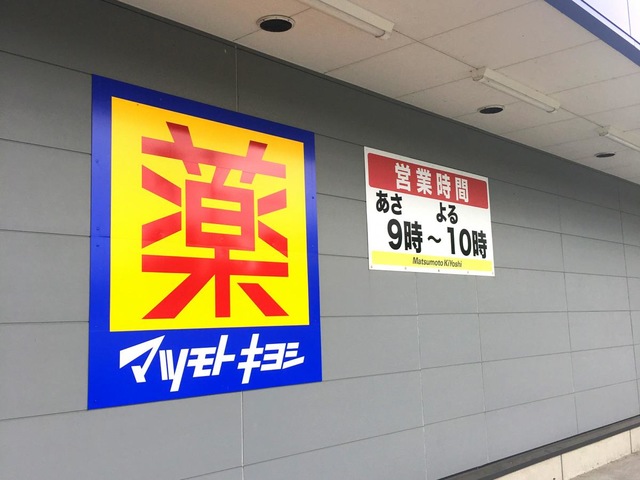 薬
マツモトキヨシ
営業時間
あさ よる
9時～10時
Matsumoto KiYoshi